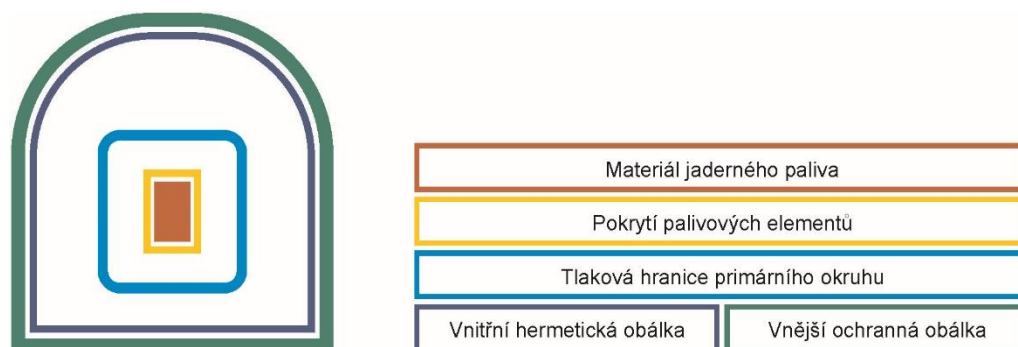 Materiál jaderného paliva
Pokrytí palivových elementů
Tlaková hranice primárního okruhu
Vnitřní hermetická obálka
Vnější ochranná obálka